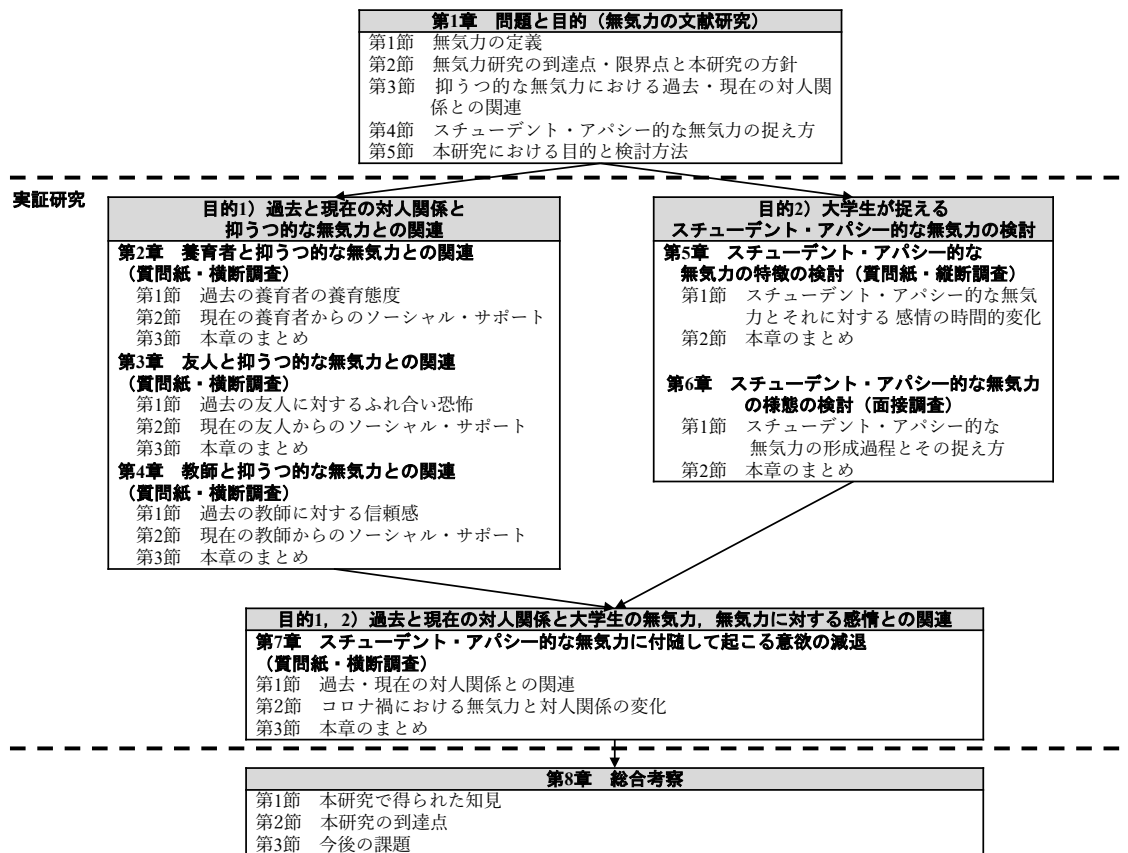 第1章　問題と目的（無気力の文献研究）
第1節　無気力の定義
第2節　無気力研究の到達点・限界点と本研究の方針
第3節　抑うつ的な無気力における過去・現在の対人関
係との関連
第4節　スチューデント・アパシー的な無気力の捉え方
第5節　本研究における目的と検討方法
実証研究
目的1）過去と現在の対人関係と
抑うつ的な無気力との関連
第2章　養育者と抑うつ的な無気力との関連
（質問紙・横断調査）
第1節　過去の養育者の養育態度
第2節　現在の養育者からのソーシャル・サポート
第3節　本章のまとめ
第3章　友人と抑うつ的な無気力との関連
（質問紙・横断調査）
第1節　過去の友人に対するふれ合い恐怖
第2節　現在の友人からのソーシャル・サポート
第3節　本章のまとめ
第4章　教師と抑うつ的な無気力との関連
（質問紙・横断調査）
第1節　過去の教師に対する信頼感
第2節　現在の教師からのソーシャル・サポート
第3節　本章のまとめ
目的2）大学生が捉える
スチューデント・アパシー的な無気力の検討
第5章　スチューデント・アパシー的な
無気力の特徴の検討（質問紙・縦断調査）
第1節　スチューデント・アパシー的な無気
力とそれに対する 感情の時間的変化
第2節　本章のまとめ
第6章　スチューデント・アパシー的な無気力
の様態の検討（面接調査）
第1節　スチューデント・アパシー的な
無気力の形成過程とその捉え方
第2節　本章のまとめ
目的1，2）過去と現在の対人関係と大学生の無気力，無気力に対する感情との関連
第7章　スチューデント・アパシー的な無気力に付随して起こる意欲の減退
（質問紙・横断調査）
第1節　過去・現在の対人関係との関連
第2節　コロナ禍における無気力と対人関係の変化
第3節　本章のまとめ
第8章　総合考察
第1節　本研究で得られた知見
第2節　本研究の到達点
第3節　今後の課題